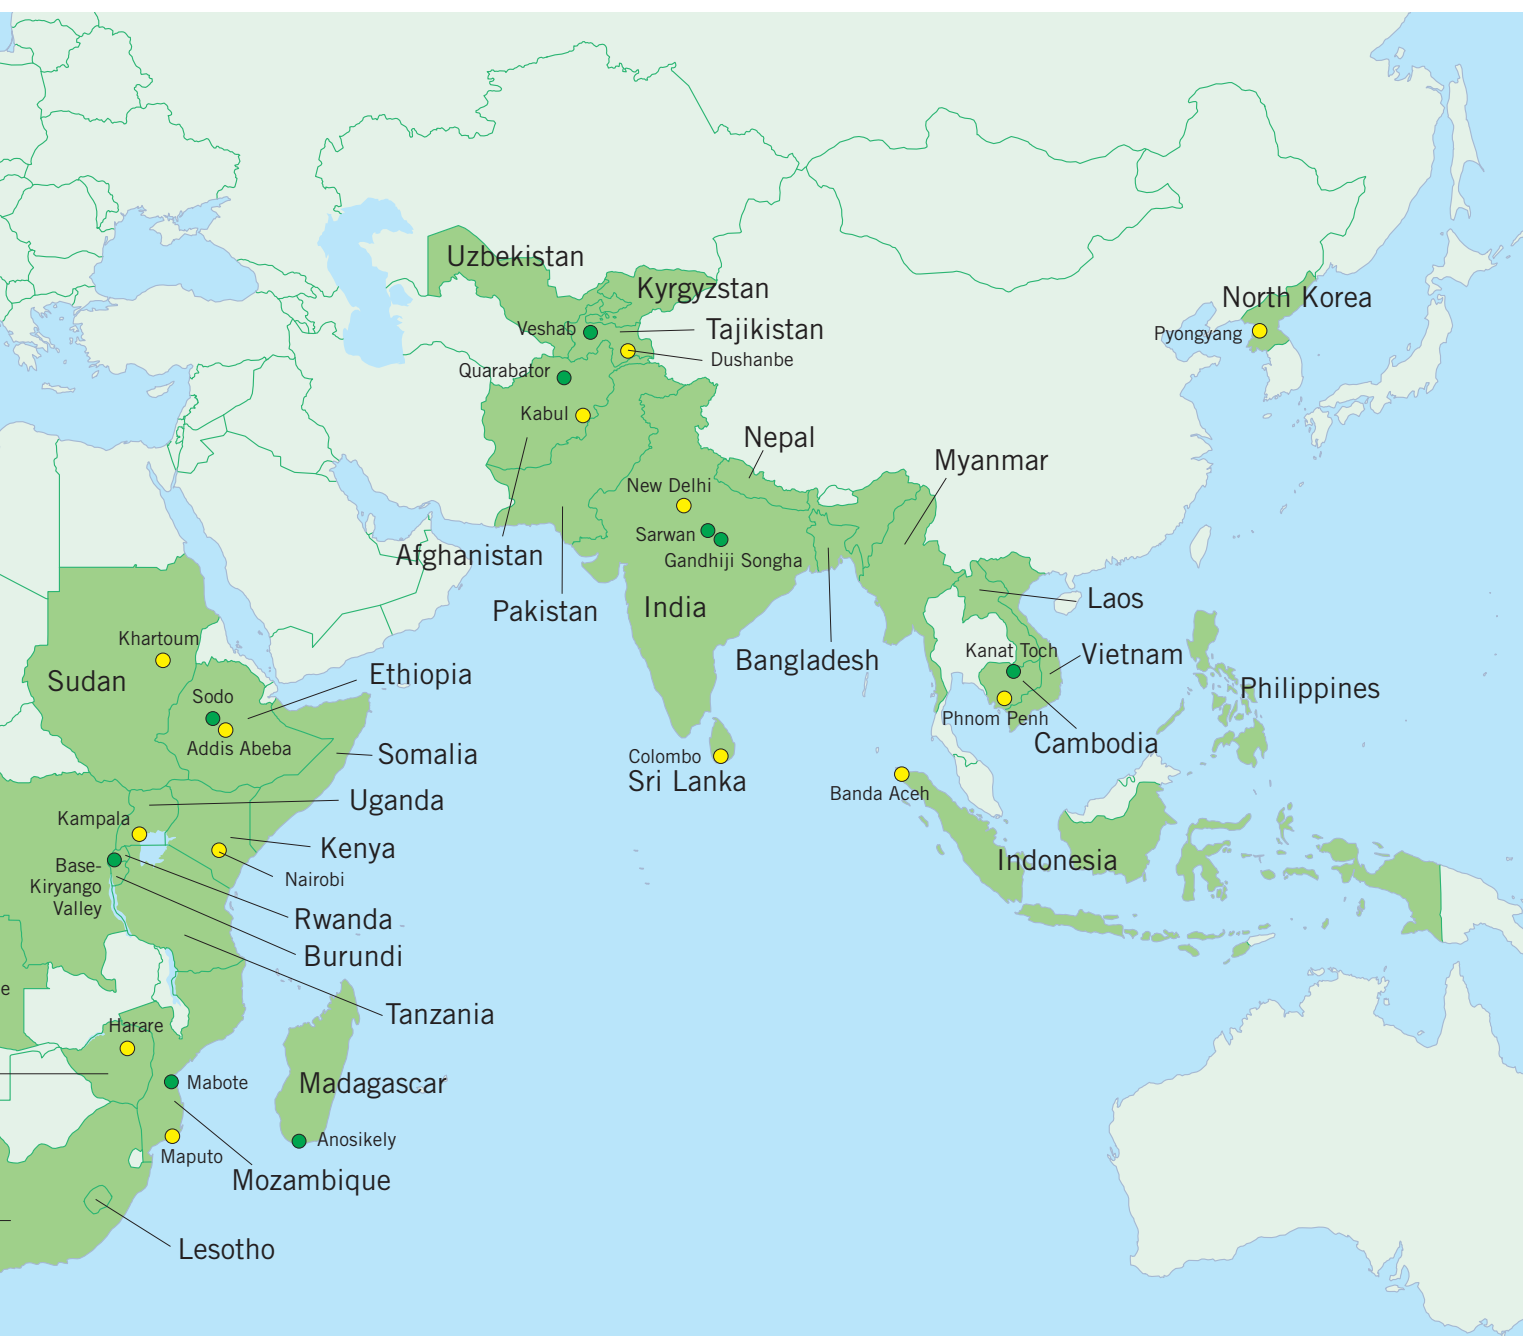 Uzbekistan
Kyrgyzstan
North Korea
Veshab
Tajikistan
Pyongyang
Dushanbe
Quarabator
Kabul
Nepal
Myanmar
New Delhi
Sarwan
Gandhiji Songha
Afghanistan
Pakistan
India
Laos
Khartoum
Kanat Toch
Vietnam
Bangladesh
Sudan
Ethiopia
Philippines
Sodo
Phnom Penh
Addis Abeba
Cambodia
Somalia
Colombo
Sri Lanka
Banda Aceh
Uganda
Kampala
Kenya
Indonesia
Base-
Kiryango
Valley
Nairobi
Rwanda
Burundi
e
Tanzania
Harare
Mabote
Madagascar
Anosikely
Maputo
Mozambique
Lesotho